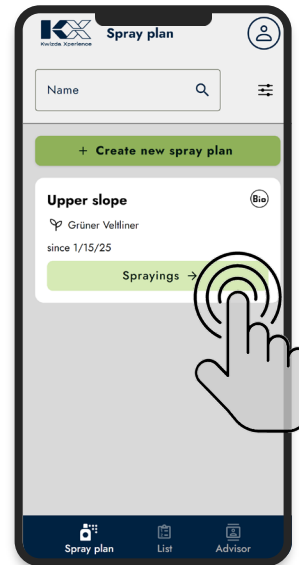 KX
Kwizda Xperience
Spray plan
Name
+ Create new spray plan
Upper slope
Bio
Grüner Veltliner
since 1/15/25
Sprayings →
Spray plan
List
Advisor